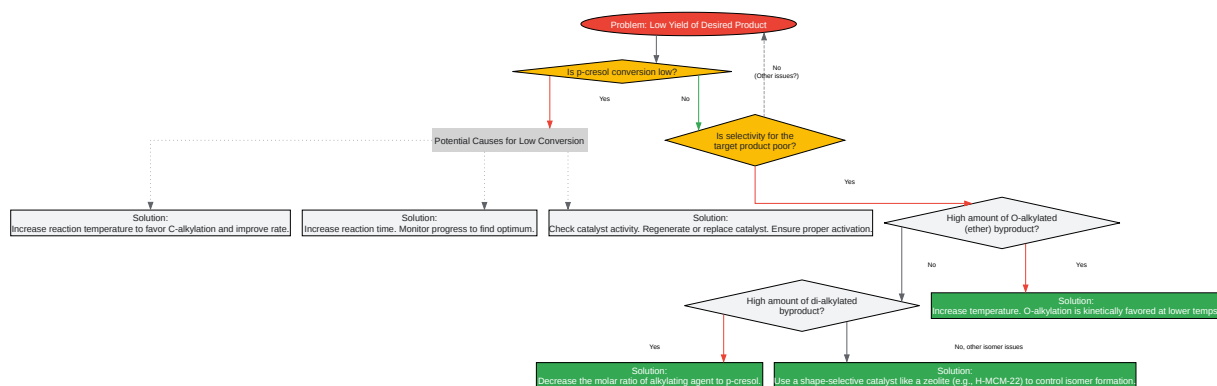 Problem: Low Yield of Desired Product
No
(Other issues?)
Is p-cresol conversion low?
Yes
No
Potential Causes for Low Conversion
Is selectivity for the
target product poor?
Yes
Solution:
Increase reaction temperature to favor C-alkylation and improve rate.
Solution:
Increase reaction time. Monitor progress to find optimum.
Solution:
Check catalyst activity. Regenerate or replace catalyst. Ensure proper activation.
High amount of O-alkylated
(ether) byproduct?
No
Yes
High amount of di-alkylated
byproduct?
Solution:
Increase temperature. O-alkylation is kinetically favored at lower temps.
Yes
No, other isomer issues
Solution:
Decrease the molar ratio of alkylating agent to p-cresol.
Solution:
Use a shape-selective catalyst like a zeolite (e.g., H-MCM-22) to control isomer formation.